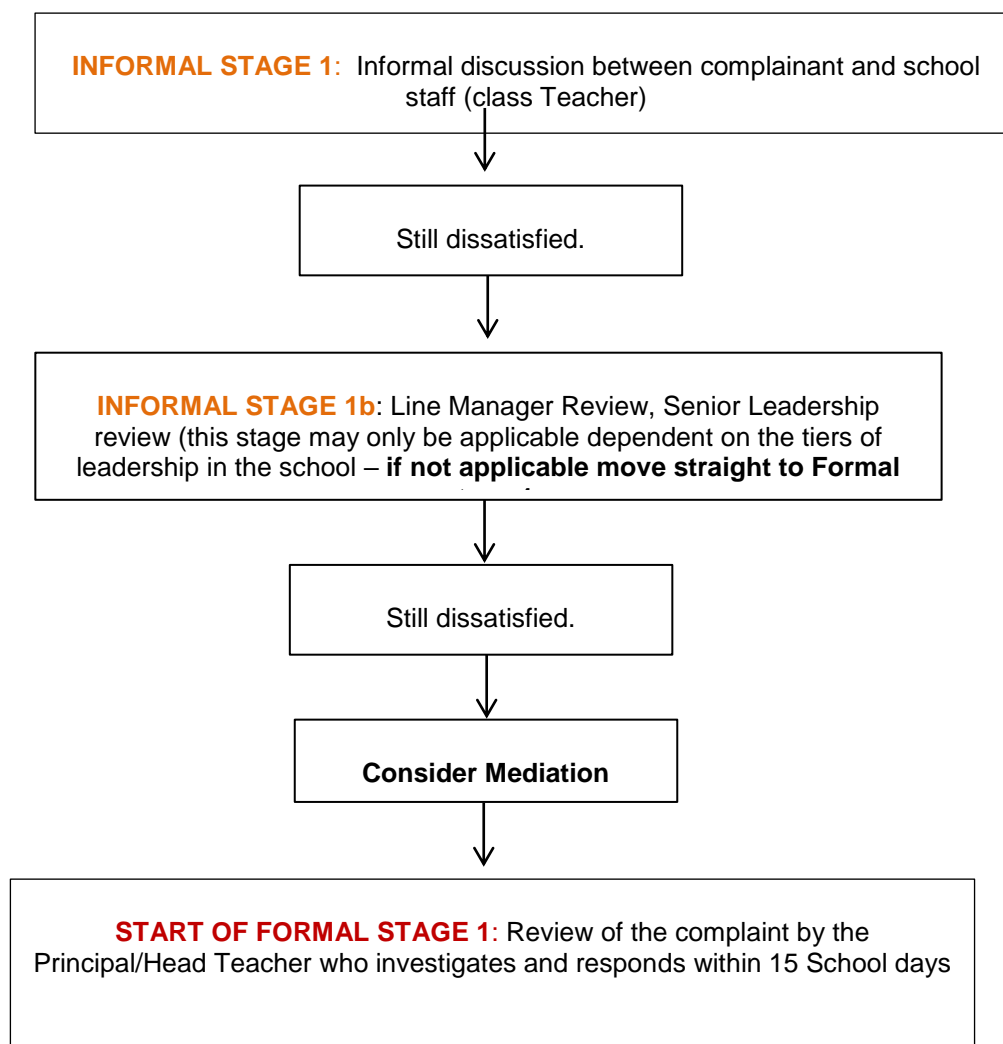 INFORMAL STAGE 1: Informal discussion between complainant and school
staff (class Teacher)
Still dissatisfied.
INFORMAL STAGE 1b: Line Manager Review, Senior Leadership
review (this stage may only be applicable dependent on the tiers of
leadership in the school – if not applicable move straight to Formal
Still dissatisfied.
Consider Mediation
START OF FORMAL STAGE 1: Review of the complaint by the
Principal/Head Teacher who investigates and responds within 15 School days